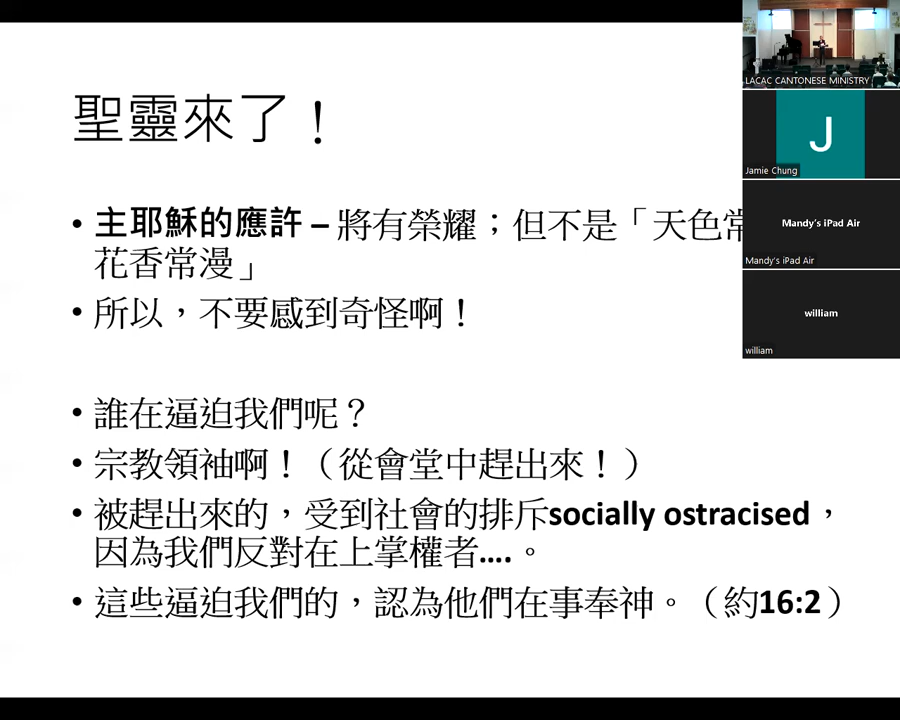 聖靈來了！
• 主耶穌的應許 – 將有榮耀；但不是「天色常
花香常漫」
• 所以，不要感到奇怪啊！
• 誰在逼迫我們呢？
• 宗教領袖啊！（從會堂中趕出來！）
• 被趕出來的，受到社會的排斥socially ostracised，
因為我們反對在上掌權者….。
• 這些逼迫我們的，認為他們在事奉神。（約16:2）
LACAC CANTONESE MINISTRY
J
Jamie Chung
Mandy's iPad Air
Mandy's iPad Air
william
william